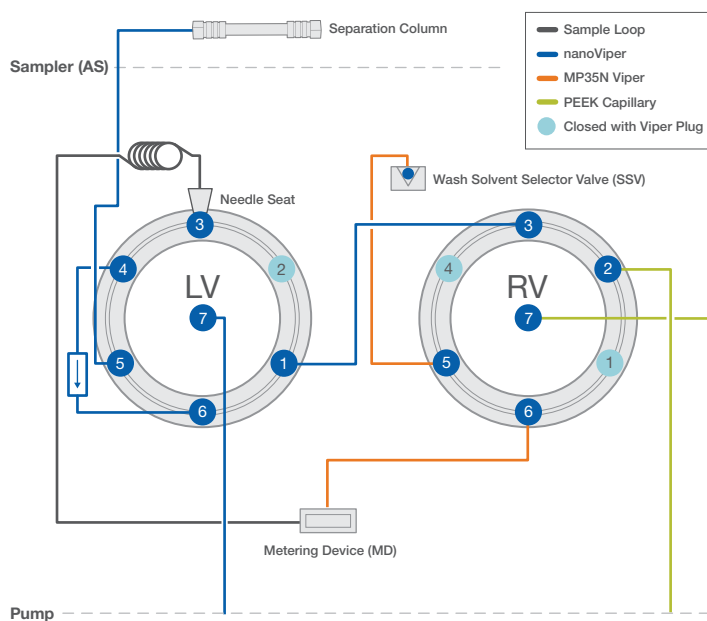 Separation Column
Sampler (AS)
Sample Loop
nanoViper
MP35N Viper
PEEK Capillary
Closed with Viper Plug
Wash Solvent Selector Valve (SSV)
Needle Seat
3
4
2
LV
7
5
1
6
3
4
2
RV
7
5
1
6
Metering Device (MD)
Pump